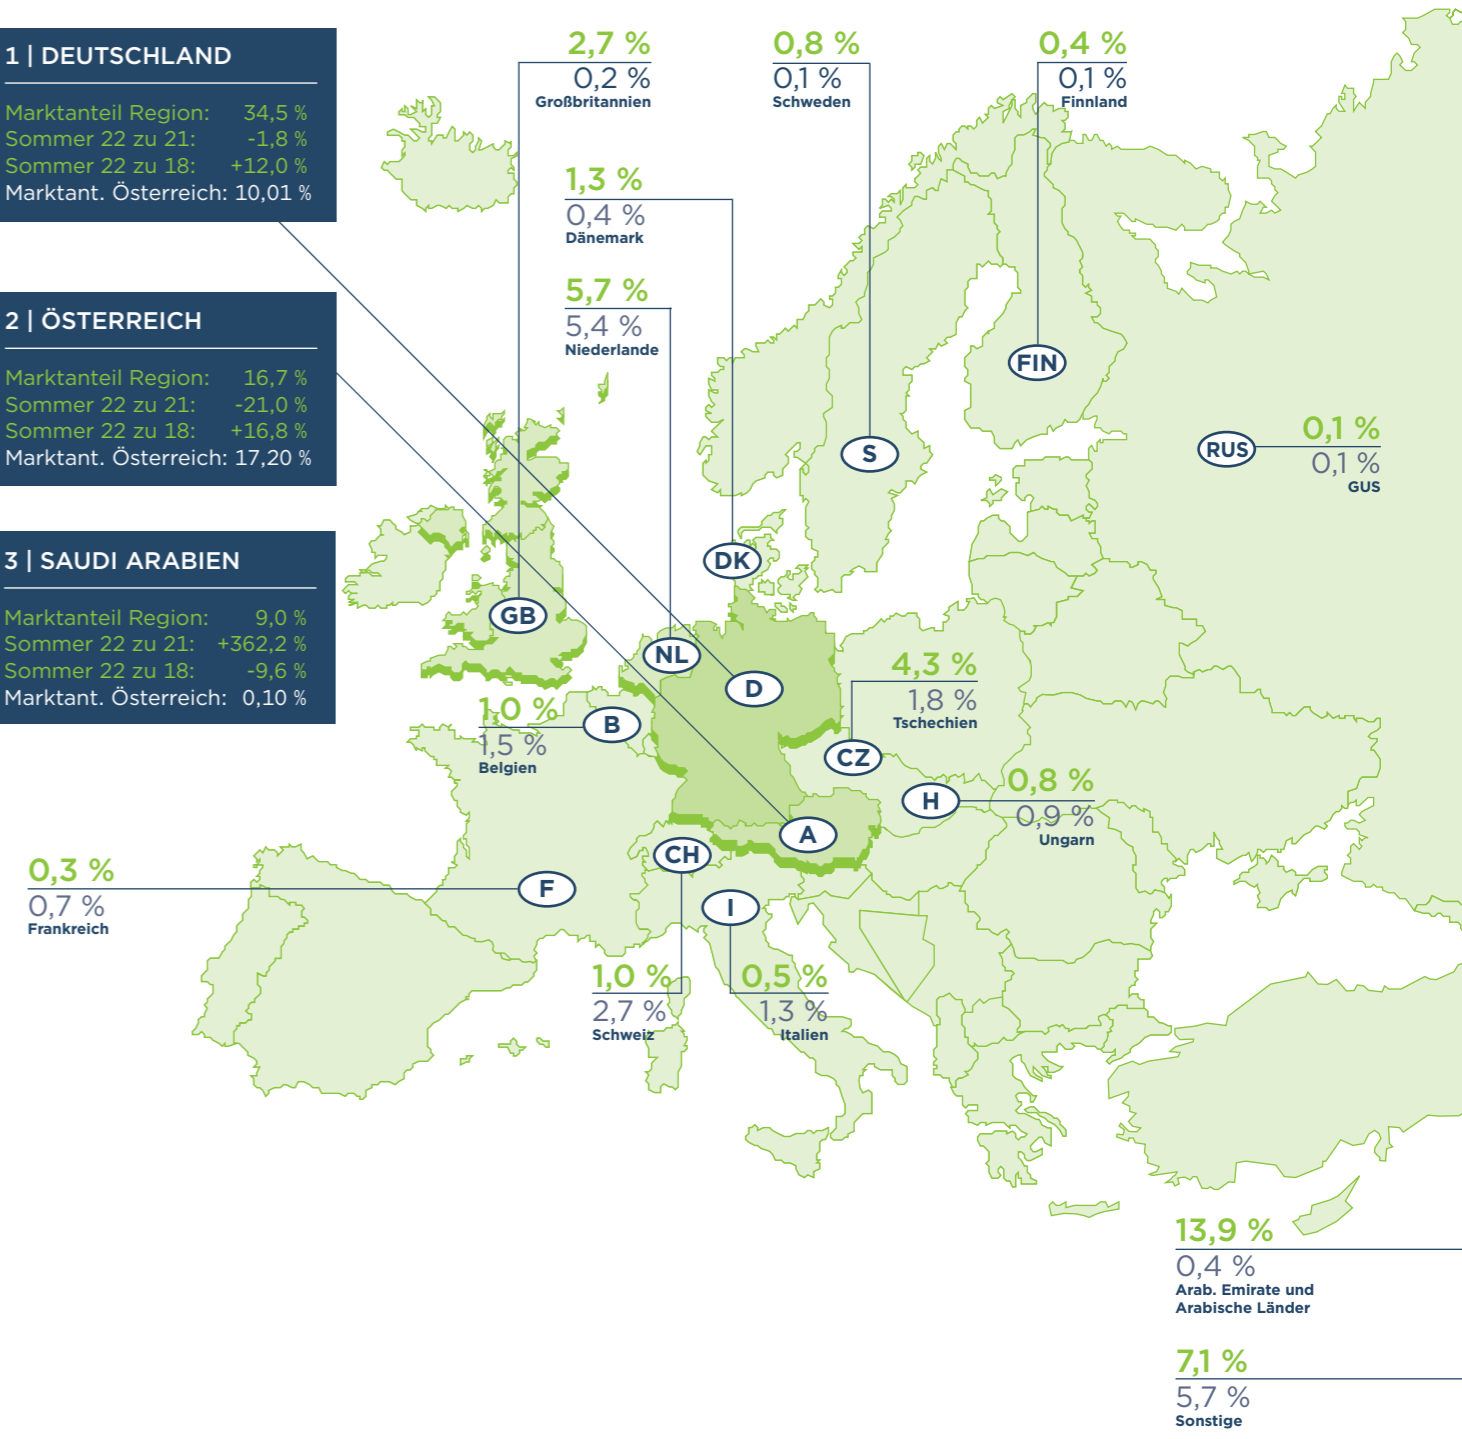 1 | DEUTSCHLAND
Marktanteil Region: 34,5 %
Sommer 22 zu 21: -1,8 %
Sommer 22 zu 18: +12,0 %
Marktant. Österreich: 10,01 %
2 | ÖSTERREICH
Marktanteil Region: 16,7 %
Sommer 22 zu 21: -21,0 %
Sommer 22 zu 18: +16,8 %
Marktant. Österreich: 17,20 %
3 | SAUDI ARABIEN
Marktanteil Region: 9,0 %
Sommer 22 zu 21: +362,2 %
Sommer 22 zu 18: -9,6 %
Marktant. Österreich: 0,10 %
2,7 %
0,2 %
Großbritannien
0,8 %
0,1 %
Schweden
0,4 %
0,1 %
Finnland
1,3 %
0,4 %
Dänemark
5,7 %
5,4 %
Niederlande
FIN
S
RUS
0,1 %
0,1 %
GUS
DK
GB
NL
D
4,3 %
1,8 %
Tschechien
1,0 %
1,5 %
Belgien
B
CZ
H
0,8 %
0,9 %
Ungarn
A
CH
0,3 %
0,7 %
Frankreich
F
I
1,0 %
2,7 %
Schweiz
0,5 %
1,3 %
Italien
13,9 %
0,4 %
Arab. Emirate und
Arabische Länder
7,1 %
5,7 %
Sonstige